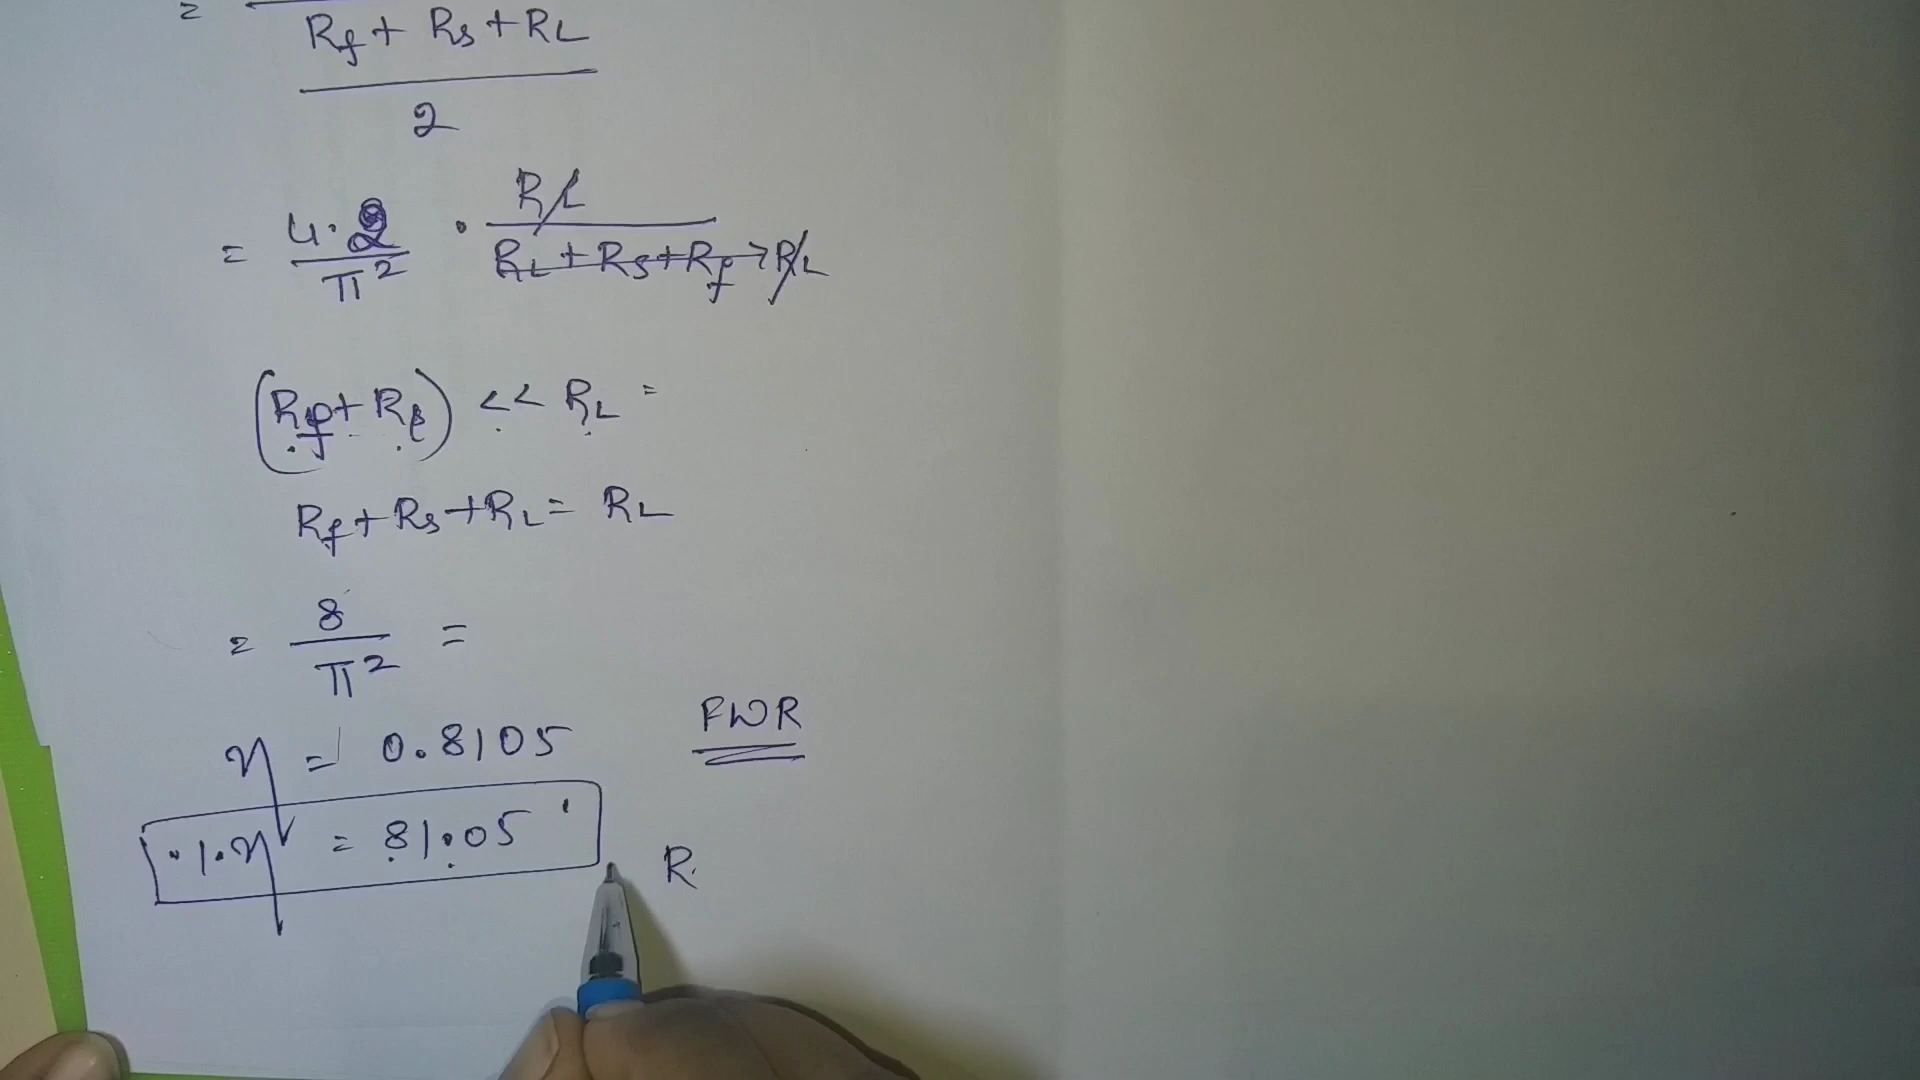 =
Rf + Rs + RL
2
= 4·2 / π² · RL / RL + Rs + Rf → RL
(Rf + Rs) << RL =
Rf + Rs + RL = RL
= 8 / π² =
η = 0.8105
FWR
·/·η = 81.05
R